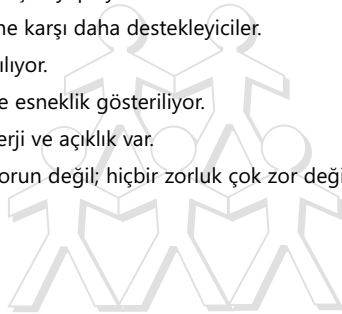 ne karşı daha destekleyiciler.
ılıyor.
e esneklik gösteriliyor.
erji ve açıklık var.
orun değil; hiçbir zorluk çok zor deği